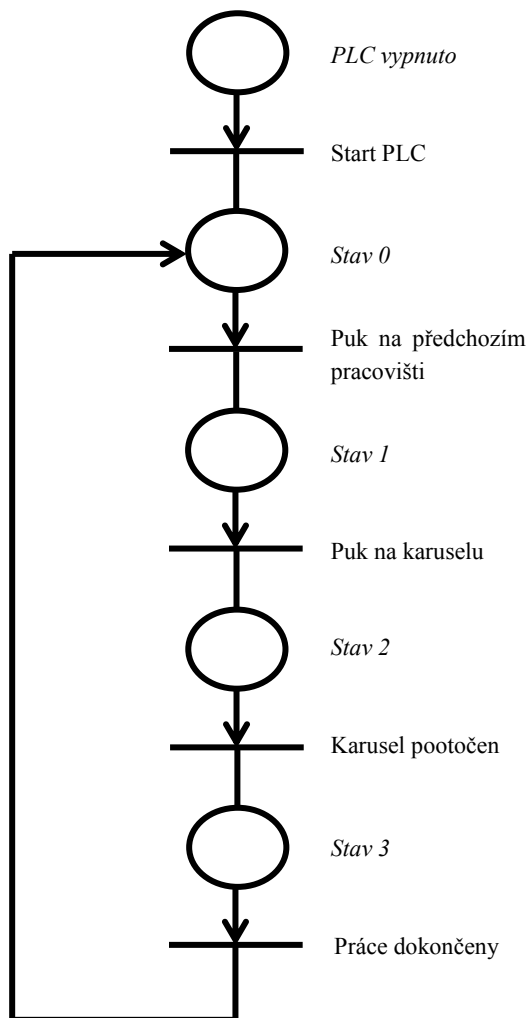 PLC vypnuto
Start PLC
Stav 0
Puk na předchozím
pracovišti
Stav 1
Puk na karuselu
Stav 2
Karusel pootočen
Stav 3
Práce dokončeny